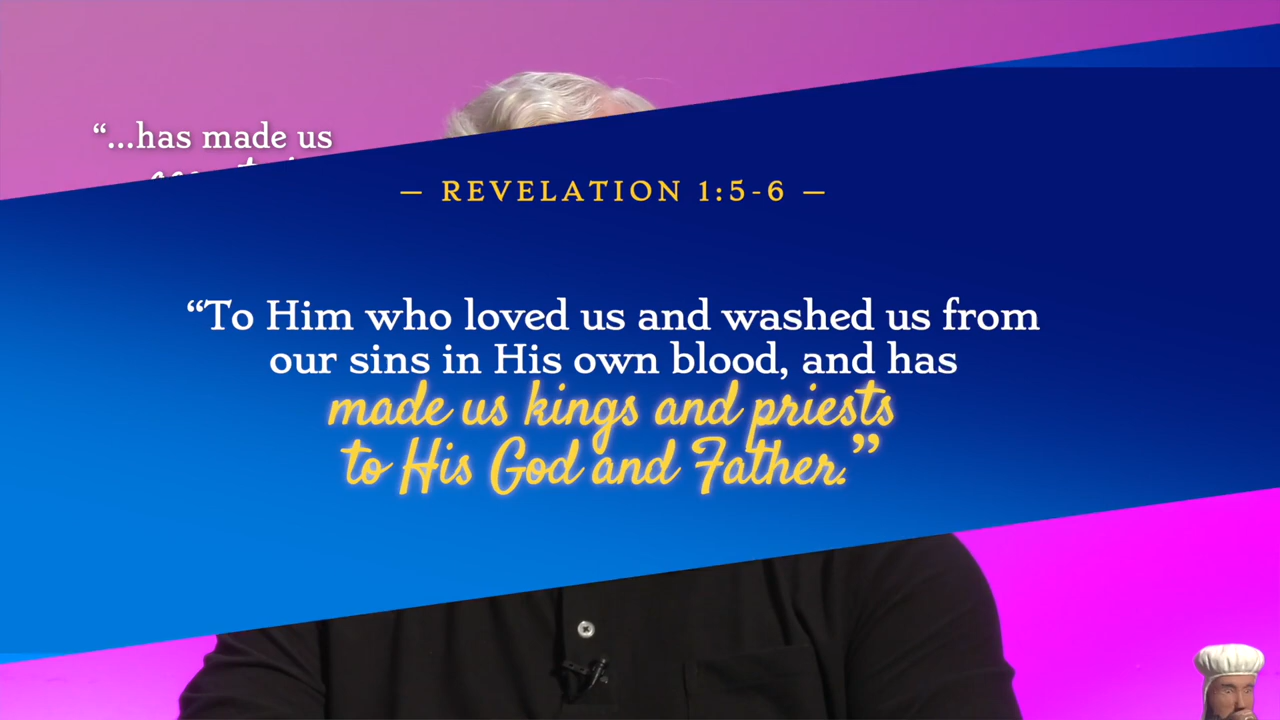 “...has made us
— REVELATION 1:5-6 —
“To Him who loved us and washed us from
our sins in His own blood, and has
made us kings and priests
to His God and Father.”